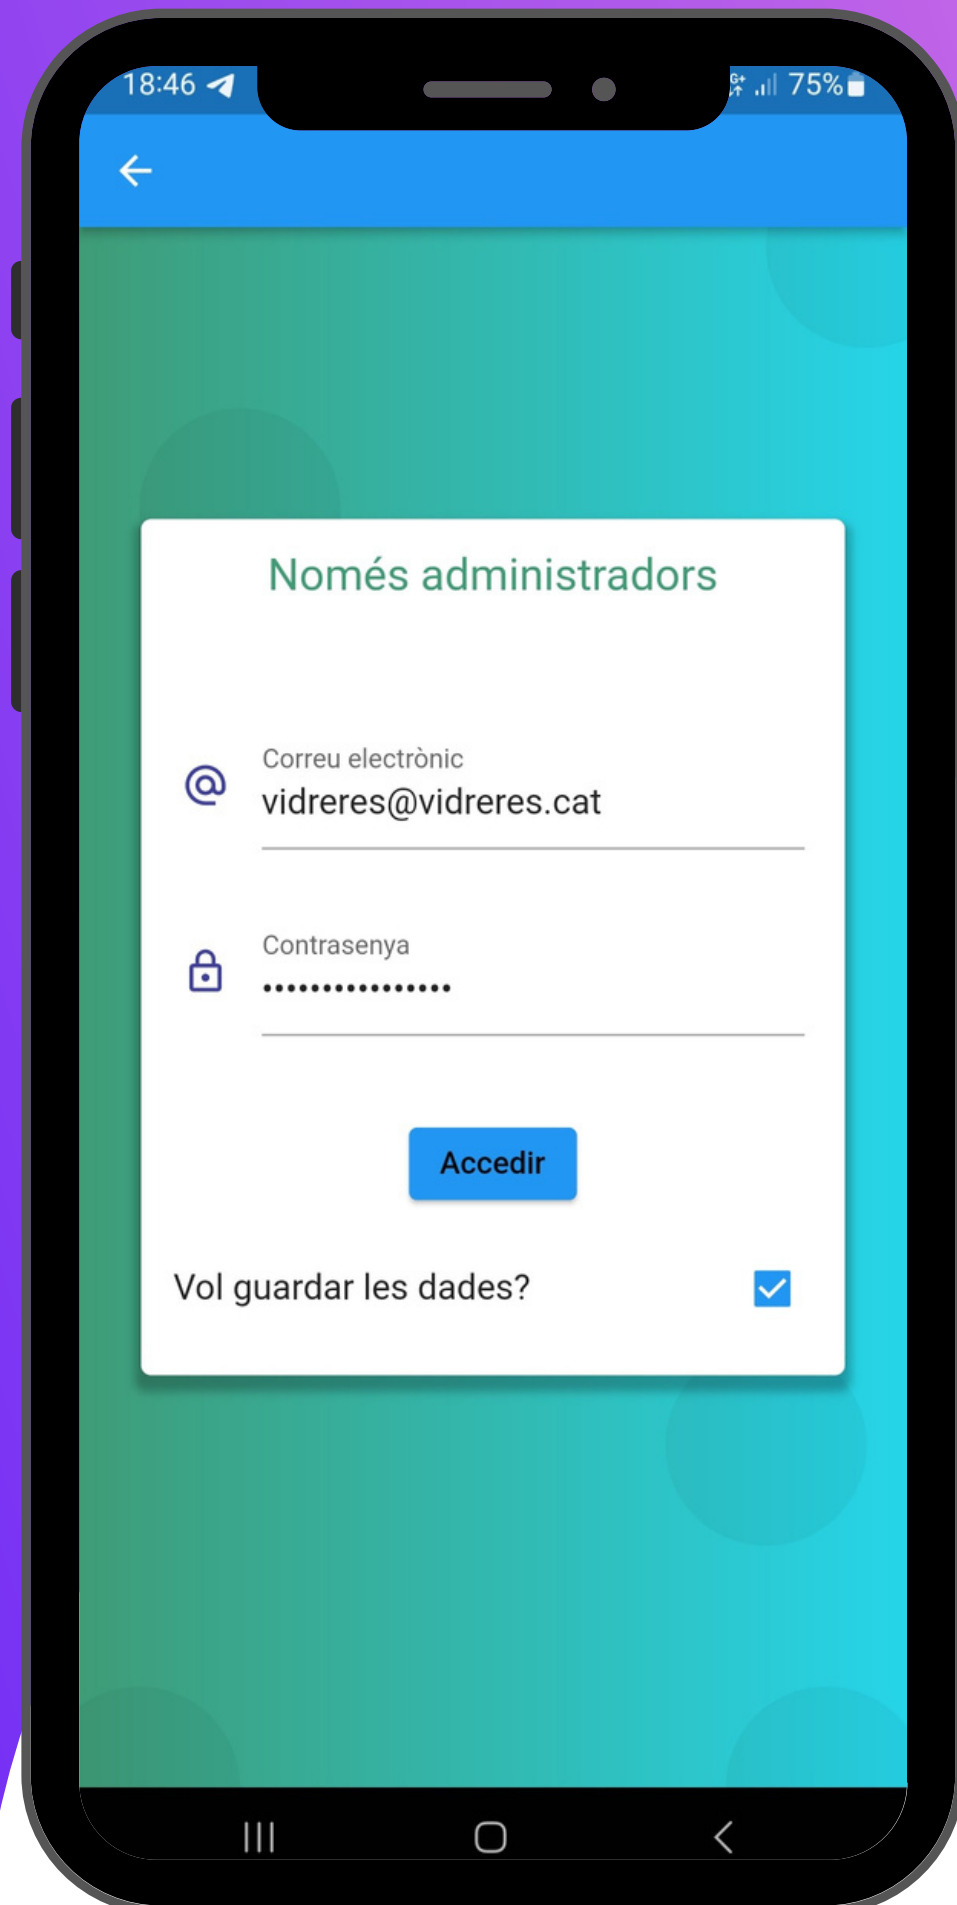 18:46 75%
Només administradors
Correu electrònic
vidreres@vidreres.cat
Contrasenya
••••••••••••••••
Accedir
Vol guardar les dades?